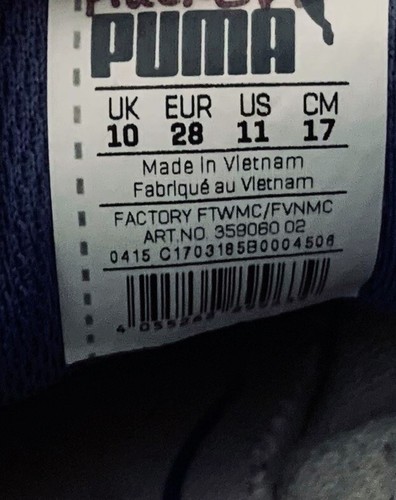 PUMA
UK EUR US CM
10 28 11 17
Made in Vietnam
Fabriqué au Vietnam
FACTORY FTWMC/FVNMC
ART.NO. 359060 02
0415 C1703185B0004506